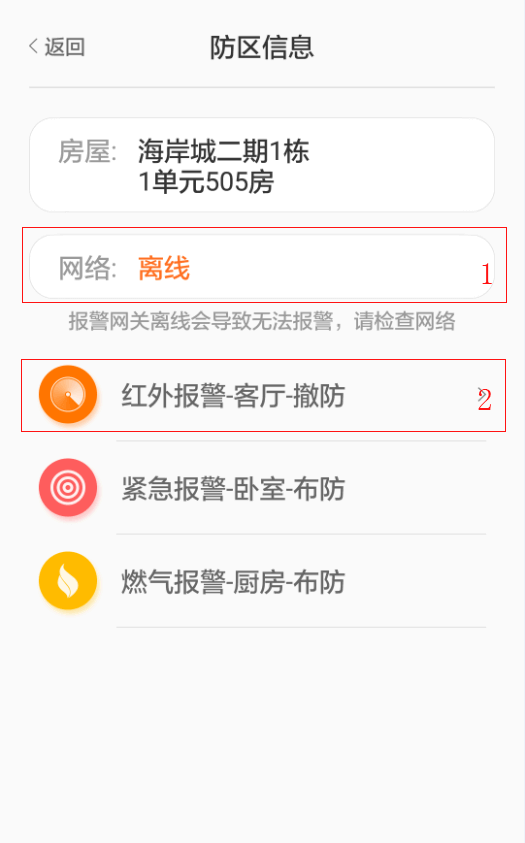 返回
防区信息
房屋: 海岸城二期1栋
1单元505房
网络: 离线
1
报警网关离线会导致无法报警，请检查网络
红外报警-客厅-撤防
2
紧急报警-卧室-布防
燃气报警-厨房-布防